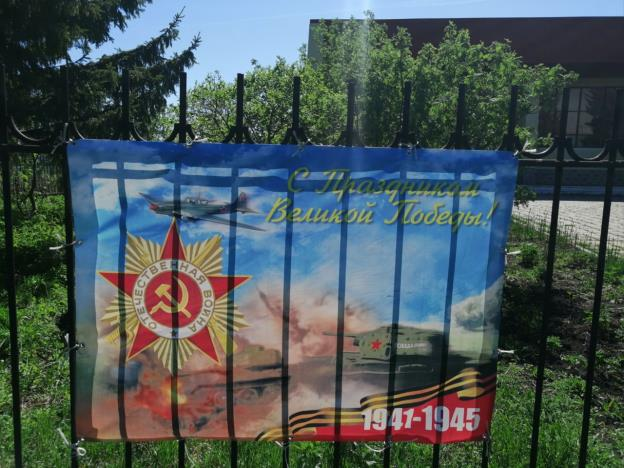 С Праздником
Великой Победы!
ОТЕЧЕСТВЕННАЯ ВОЙНА
1941-1945